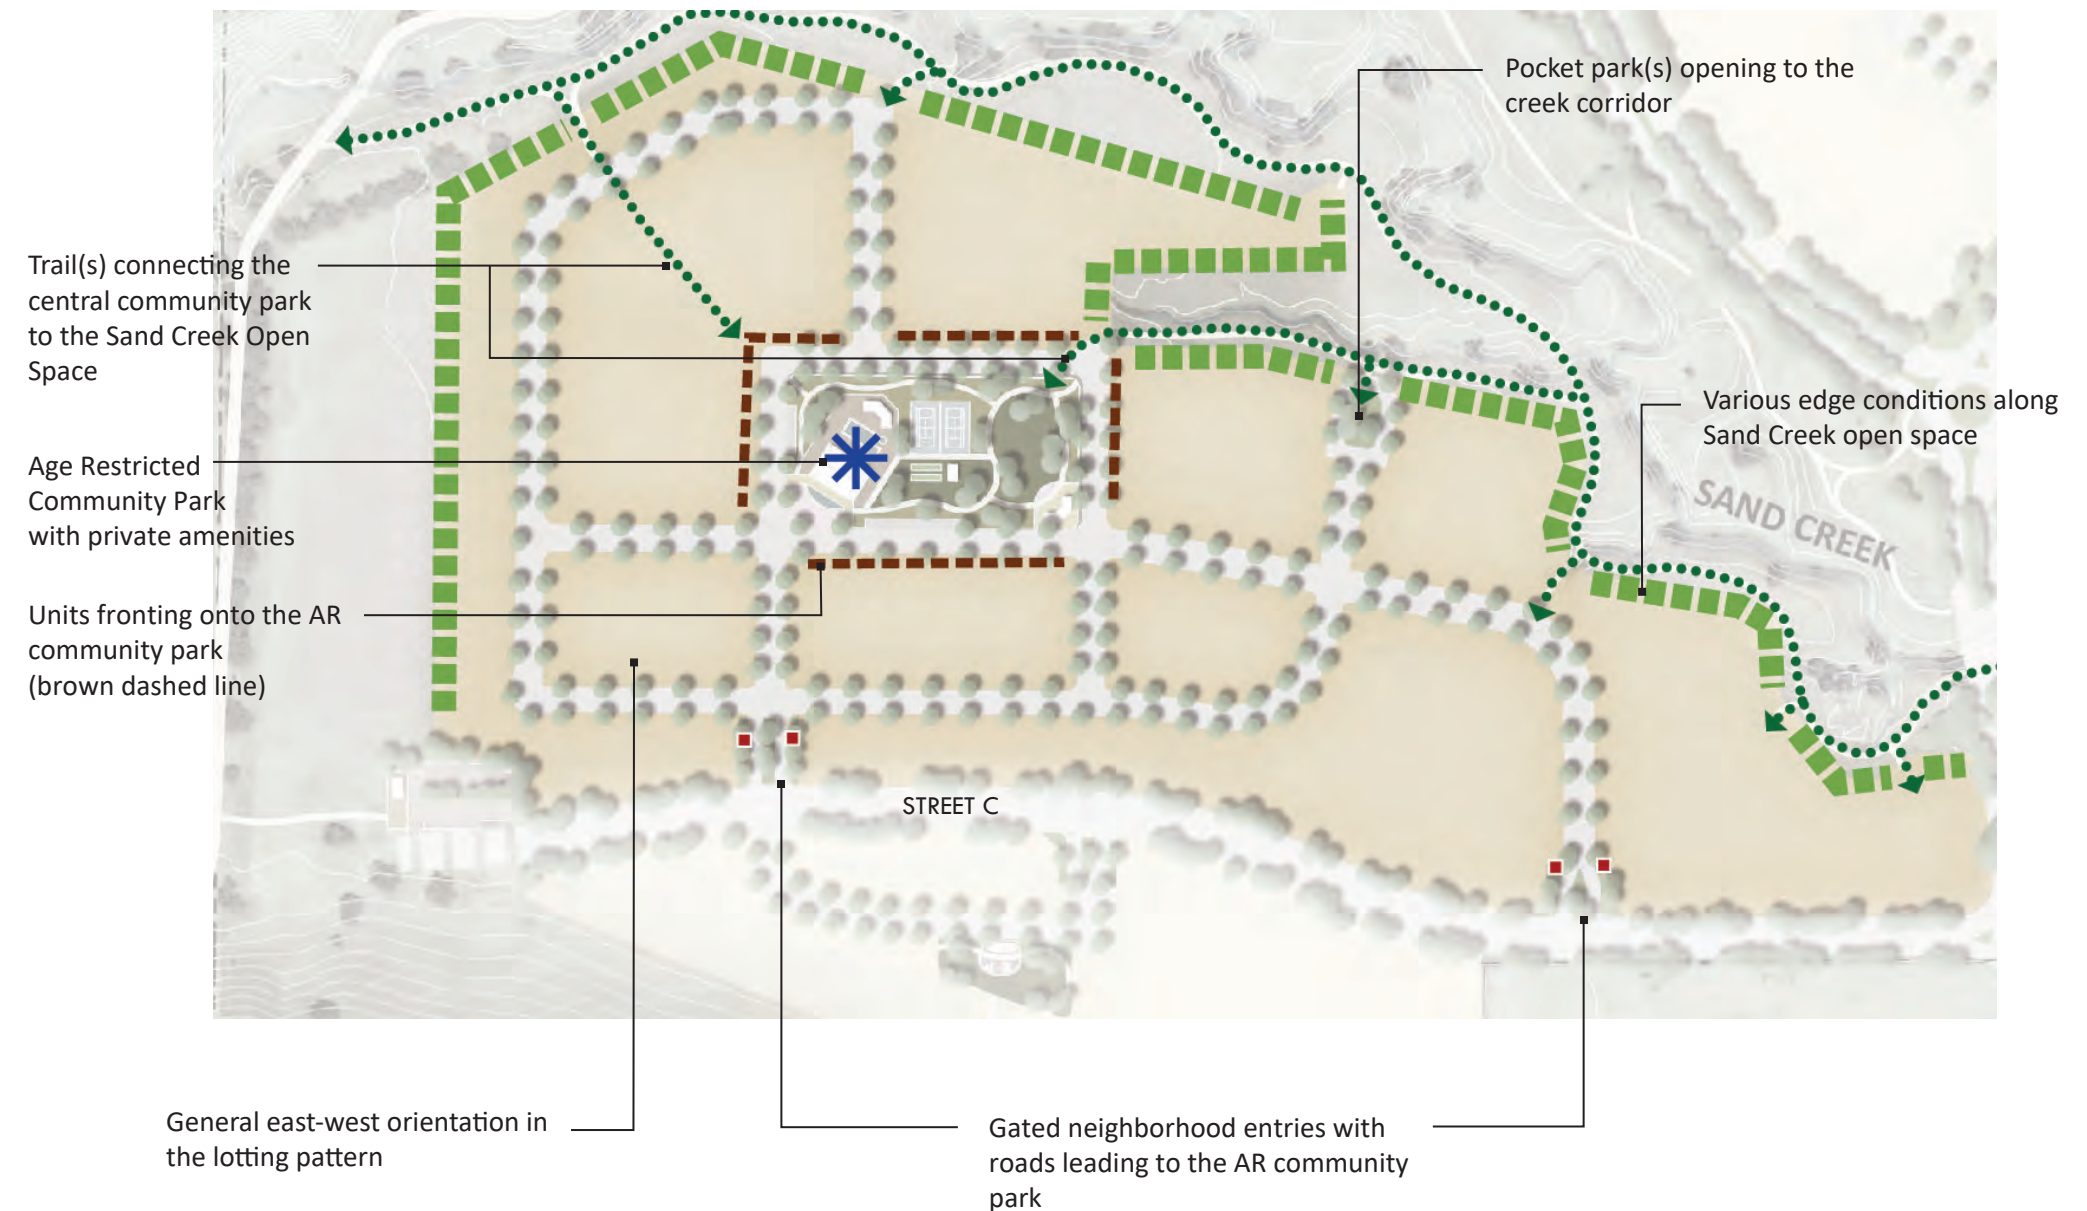 Pocket park(s) opening to the
creek corridor
Trail(s) connecting the
central community park
to the Sand Creek Open
Space
Various edge conditions along
Sand Creek open space
Age Restricted
Community Park
with private amenities
SAND CREEK
Units fronting onto the AR
community park
(brown dashed line)
STREET C
General east-west orientation in
the lotting pattern
Gated neighborhood entries with
roads leading to the AR community
park